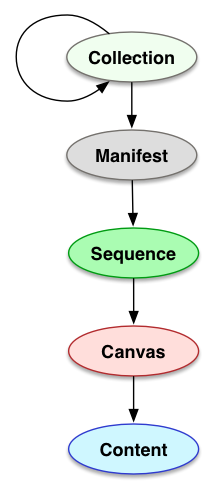 Collection
Manifest
Sequence
Canvas
Content